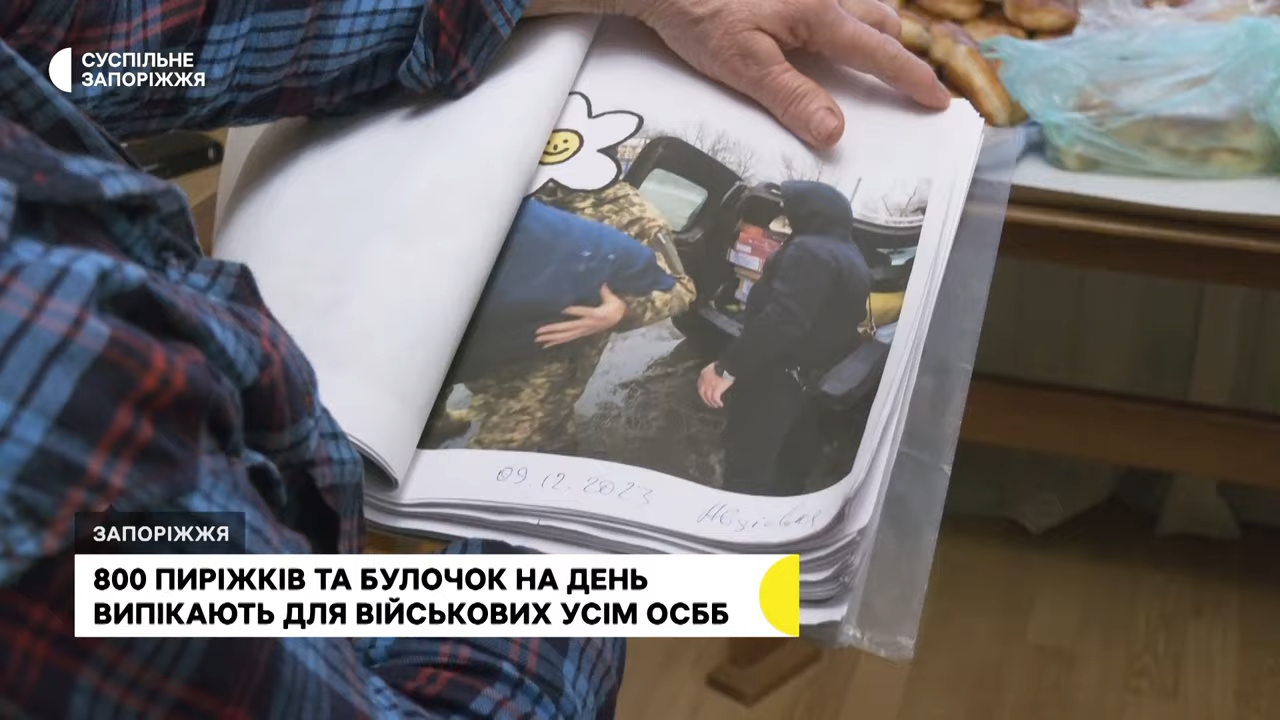 СУСПІЛЬНЕ
ЗАПОРІЖЖЯ
09.12.2023
ЗАПОРІЖЖЯ
800 ПИРІЖКІВ ТА БУЛОЧОК НА ДЕНЬ
ВИПІКАЮТЬ ДЛЯ ВІЙСЬКОВИХ УСІМ ОСББ